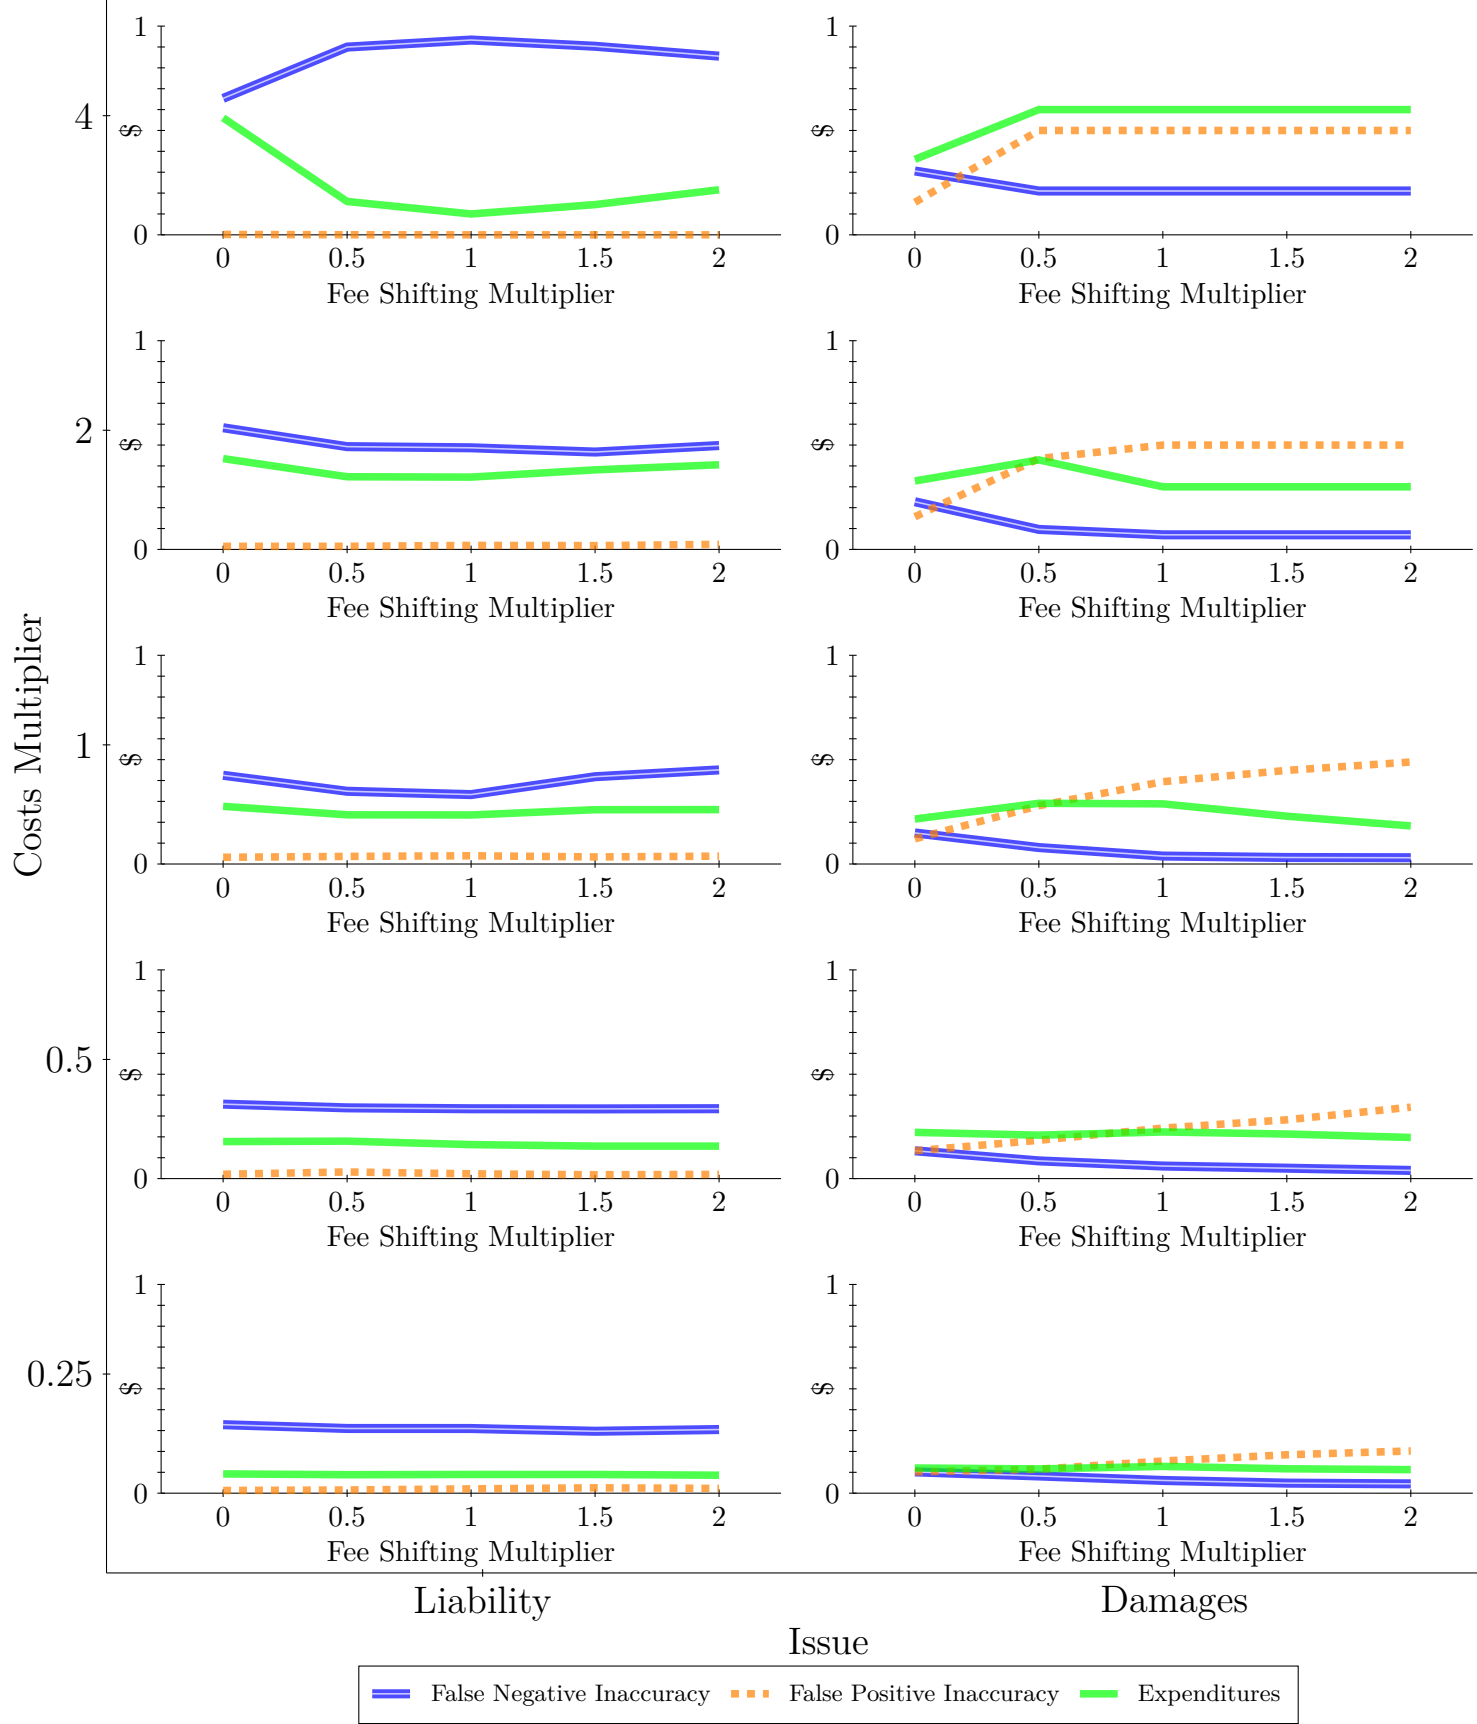 1
$
0
0 0.5 1 1.5 2
Fee Shifting Multiplier
1
$
0
0 0.5 1 1.5 2
Fee Shifting Multiplier
4
1
$
0
0 0.5 1 1.5 2
Fee Shifting Multiplier
1
$
0
0 0.5 1 1.5 2
Fee Shifting Multiplier
2
1
$
0
0 0.5 1 1.5 2
Fee Shifting Multiplier
1
$
0
0 0.5 1 1.5 2
Fee Shifting Multiplier
1
Costs Multiplier
1
$
0
0 0.5 1 1.5 2
Fee Shifting Multiplier
1
$
0
0 0.5 1 1.5 2
Fee Shifting Multiplier
0.5
1
$
0
0 0.5 1 1.5 2
Fee Shifting Multiplier
1
$
0
0 0.5 1 1.5 2
Fee Shifting Multiplier
0.25
Liability Damages
Issue
False Negative Inaccuracy False Positive Inaccuracy Expenditures